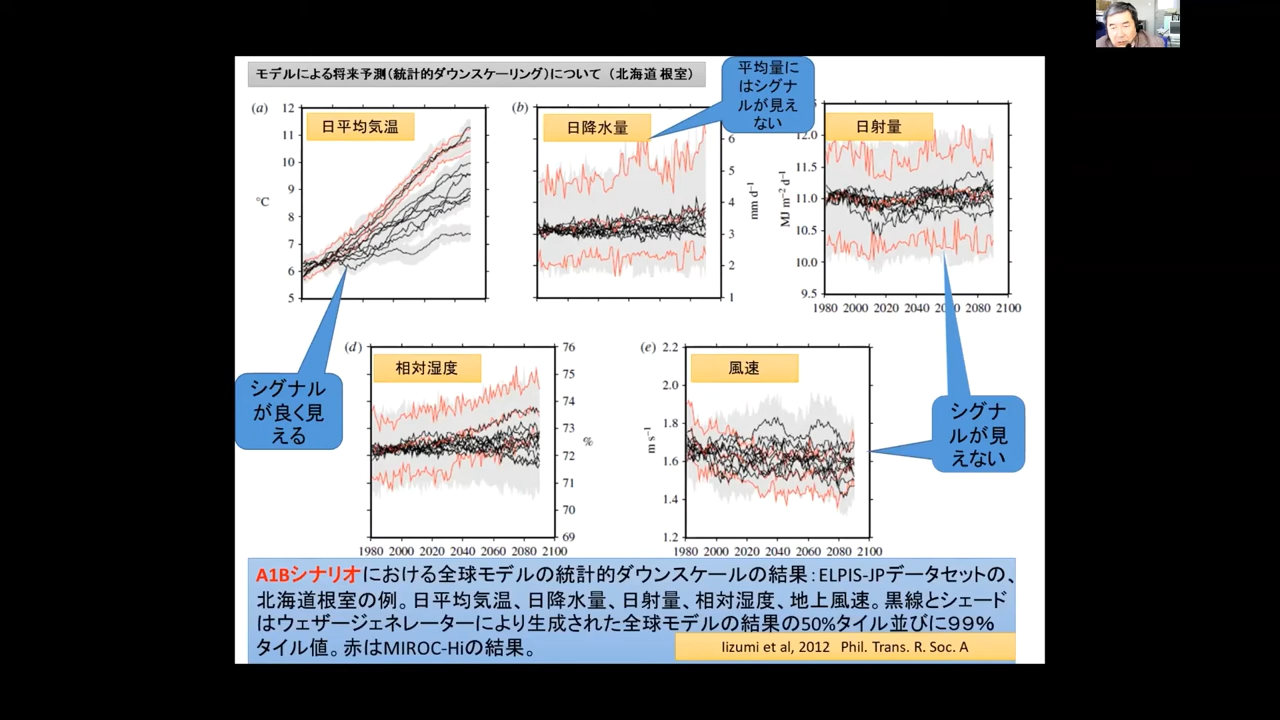 モデルによる将来予測(統計的ダウンスケーリング)について (北海道 根室)
平均量に
はシグナ
ルが見え
ない
(a)
日平均気温
12
11
10
9
8
7
6
5
°C
(b)
日降水量
6
5
4
3
2
1
mm d⁻¹
日射量
12.0
11.5
11.0
10.5
10.0
9.5
MJ m⁻² d⁻¹
1980 2000 2020 2040 2080 2100
シグナル
が良く見
える
(d)
相対湿度
76
75
74
73
72
71
70
69
%
1980 2000 2020 2040 2060 2080 2100
(e)
風速
2.2
2.0
1.8
1.6
1.4
1.2
m s⁻¹
1980 2000 2020 2040 2060 2080 2100
シグナ
ルが見
えない
A1Bシナリオにおける全球モデルの統計的ダウンスケールの結果:ELPIS-JPデータセットの、
北海道根室の例。日平均気温、日降水量、日射量、相対湿度、地上風速。黒線とシェード
はウェザージェネレーターにより生成された全球モデルの結果の50%タイル並びに99%
タイル値。赤はMIROC-Hiの結果。
Iizumi et al, 2012 Phil. Trans. R. Soc. A